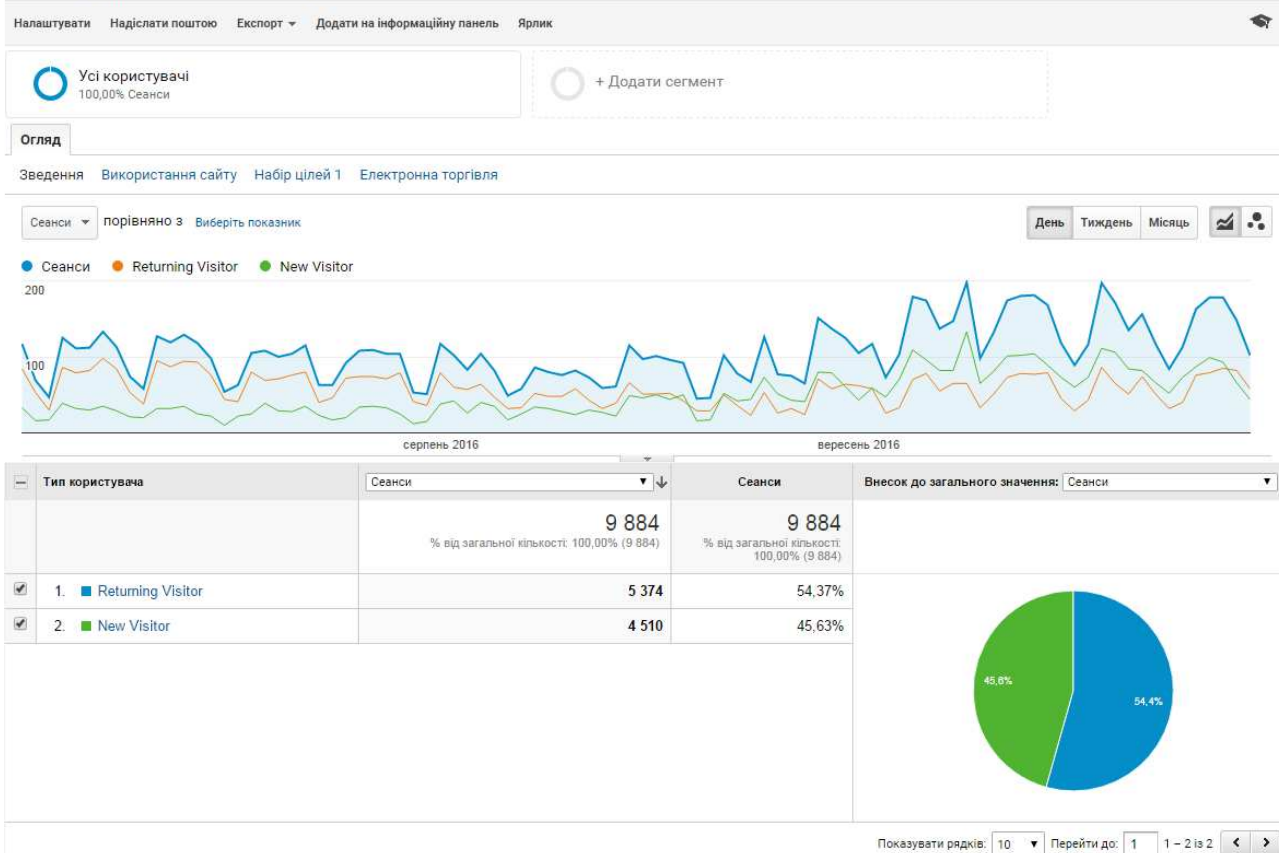 Налаштувати Надіслати поштою Експорт Додати на інформаційну панель Ярлик
Усі користувачі
100,00% Сеанси
+ Додати сегмент
Огляд
Зведення Використання сайту Набір цілей 1 Електронна торгівля
Сеанси порівняно з Виберіть показник
День Тиждень Місяць
Сеанси Returning Visitor New Visitor
200
100
серпень 2016 вересень 2016
Тип користувача Сеанси Сеанси Внесок до загального значення: Сеанси
9 884 9 884
% від загальної кількості: 100,00% (9 884) % від загальної кількості:
100,00% (9 884)
1. Returning Visitor 5 374 54,37%
2. New Visitor 4 510 45,63%
45,6%
54,4%
Показувати рядків: 10 Перейти до: 1 1 – 2 із 2